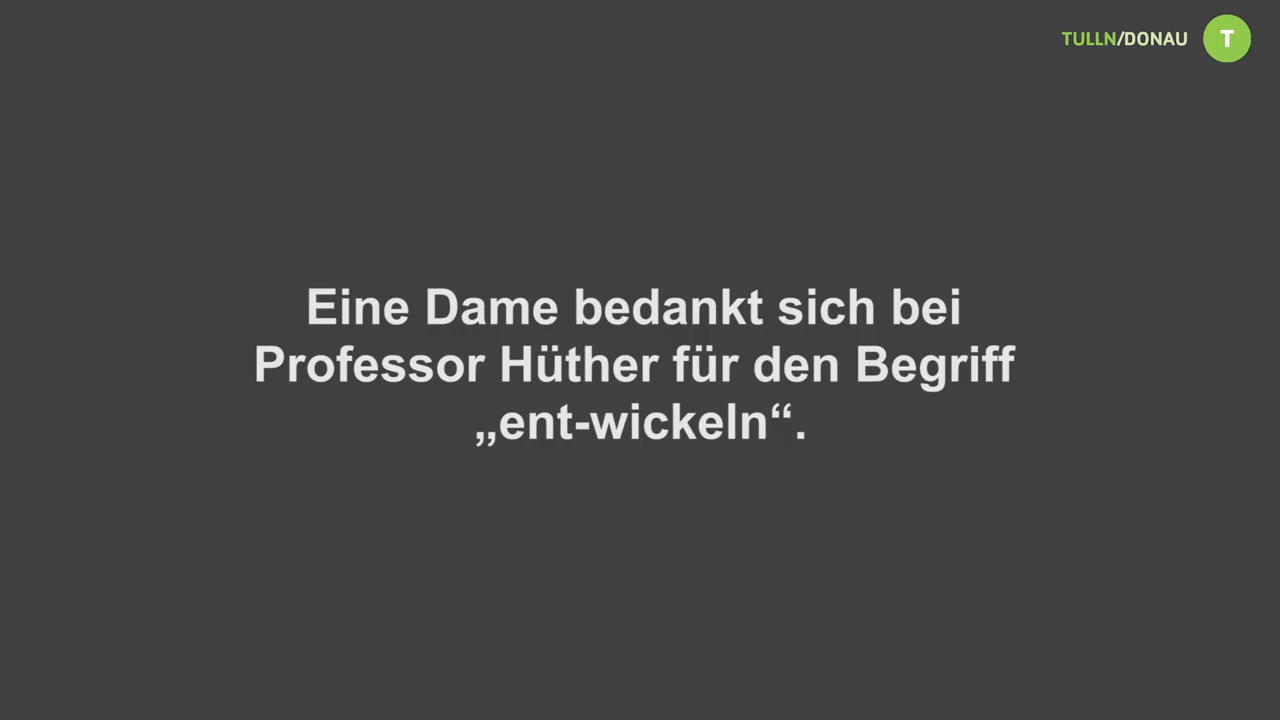 TULLN/DONAU T
Eine Dame bedankt sich bei
Professor Hüther für den Begriff
„ent-wickeln“.